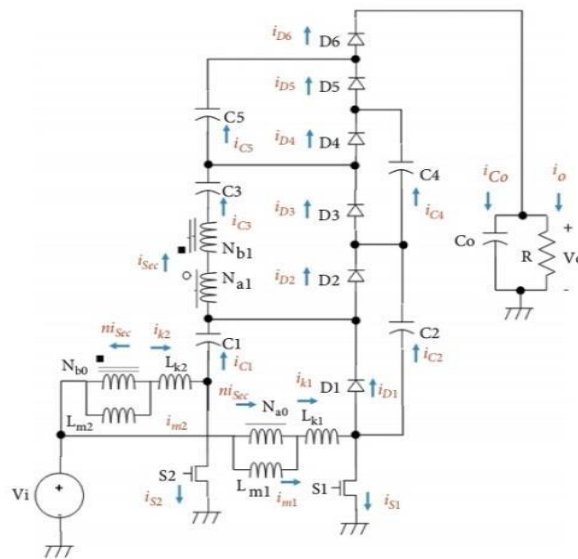 iD6 D6
iD5 D5
C5
iC5 iD4 D4
C4
iCo io
C3
iC3 iD3 D3
iC4
+
Co R Vo
-
Nb1
iSec
Na1
iD2 D2
C1
iC1
C2
iC2
niSec ik2
Nb0 Lk2
niSec ik1 D1 iD1
Na0 Lk1
Lm2 im2
S2
Lm1 im1 S1
Vi +
iS2 iS1